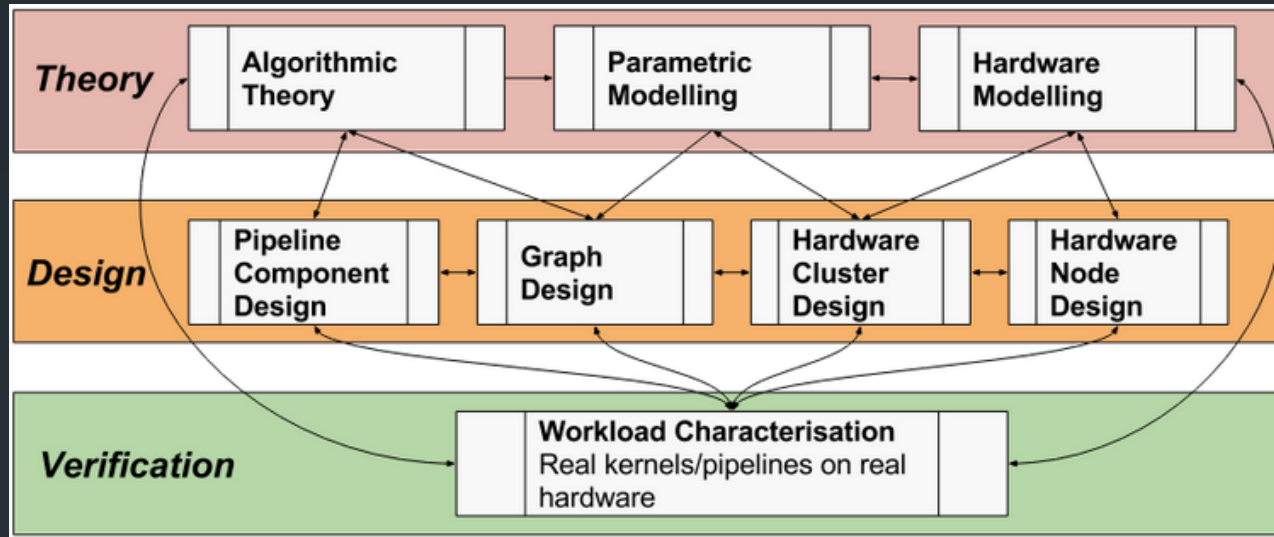 Theory
Algorithmic
Theory
Parametric
Modelling
Hardware
Modelling
Design
Pipeline
Component
Design
Graph
Design
Hardware
Cluster
Design
Hardware
Node
Design
Verification
Workload Characterisation
Real kernels/pipelines on real
hardware